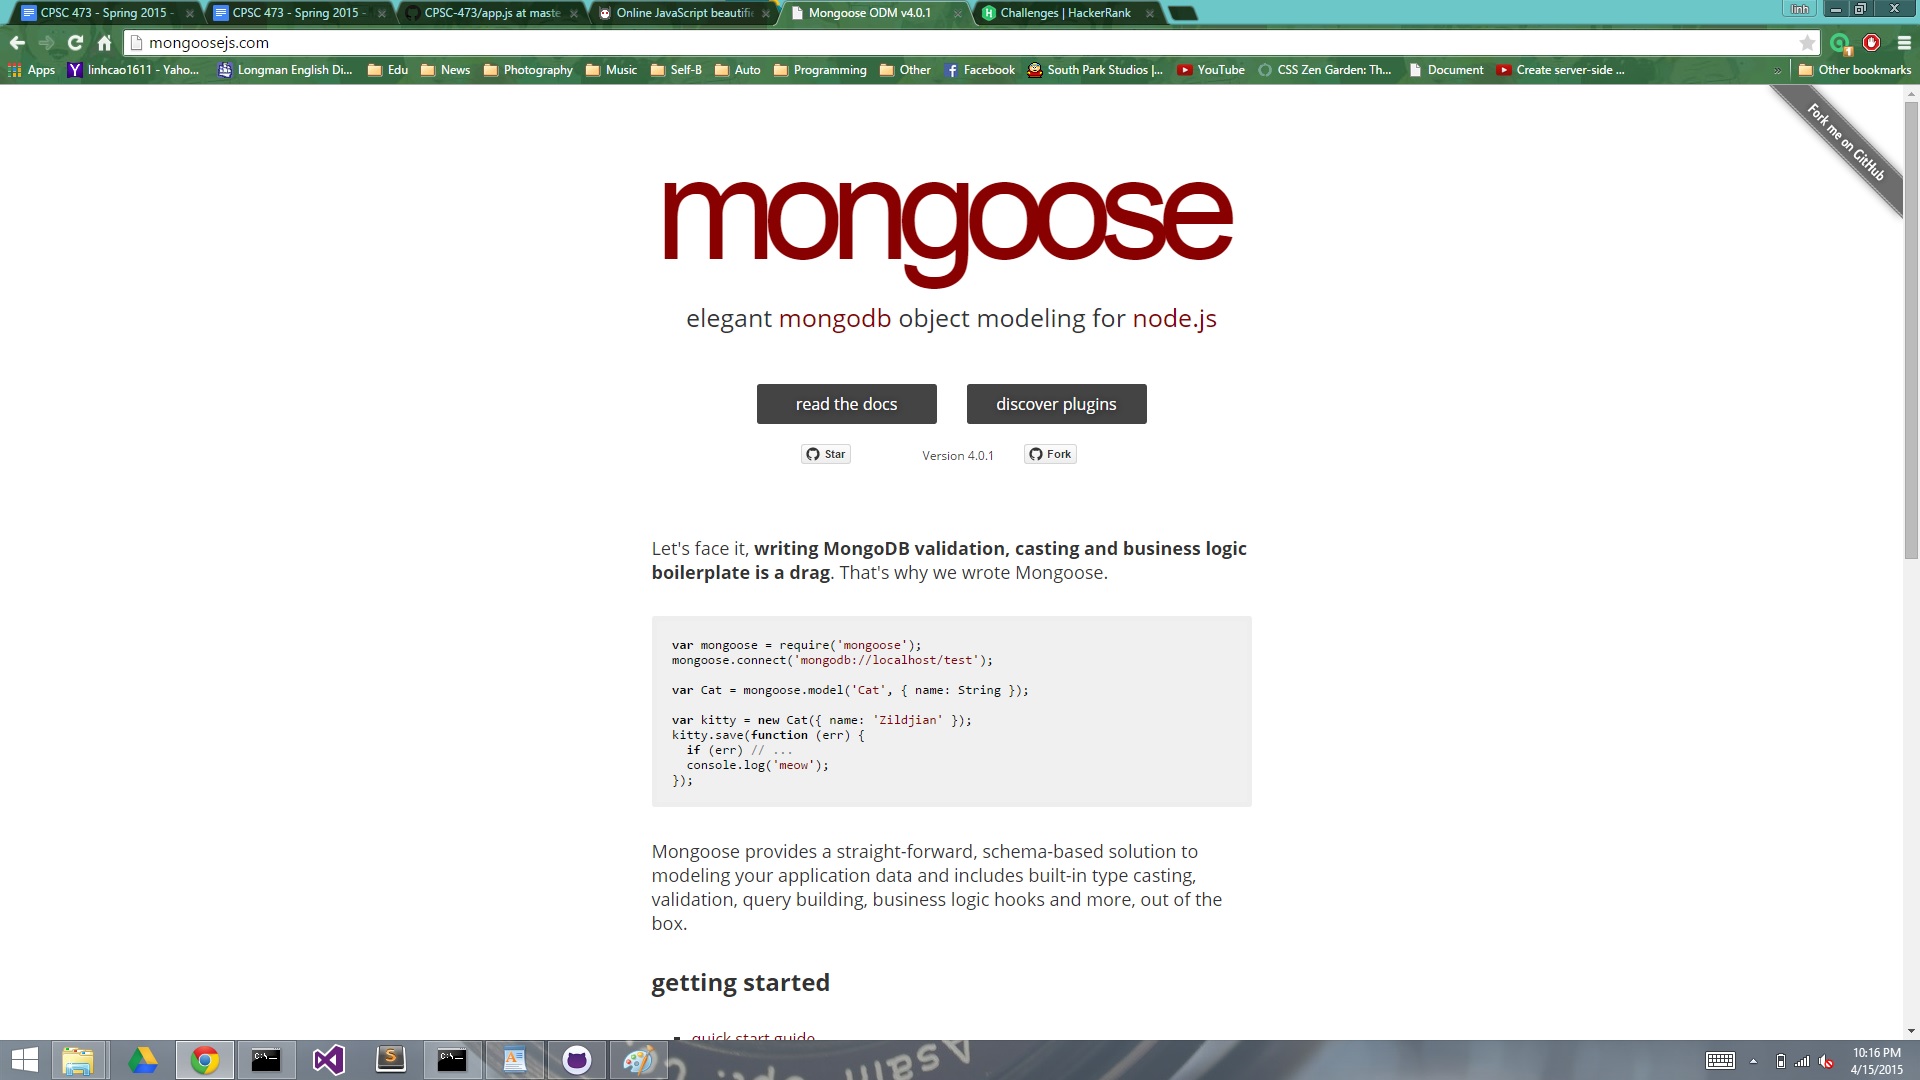 CPSC 473 - Spring 2015 -
CPSC 473 - Spring 2015 -
CPSC-473/app.js at maste
Online JavaScript beautifi
Mongoose ODM v4.0.1
Challenges | HackerRank
linh
mongoosejs.com
Apps
linhcao1611 - Yaho...
Longman English Di...
Edu
News
Photography
Music
Self-B
Auto
Programming
Other
Facebook
South Park Studios |...
YouTube
CSS Zen Garden: Th...
Document
Create server-side ...
»
Other bookmarks
Fork me on GitHub
mongoose
elegant mongodb object modeling for node.js
read the docs
discover plugins
Star
Version 4.0.1
Fork
Let's face it, writing MongoDB validation, casting and business logic
boilerplate is a drag. That's why we wrote Mongoose.
var mongoose = require('mongoose');
mongoose.connect('mongodb://localhost/test');
var Cat = mongoose.model('Cat', { name: String });
var kitty = new Cat({ name: 'Zildjian' });
kitty.save(function (err) {
  if (err) // ...
  console.log('meow');
});
Mongoose provides a straight-forward, schema-based solution to
modeling your application data and includes built-in type casting,
validation, query building, business logic hooks and more, out of the
box.
getting started
quick start guide
10:16 PM
4/15/2015